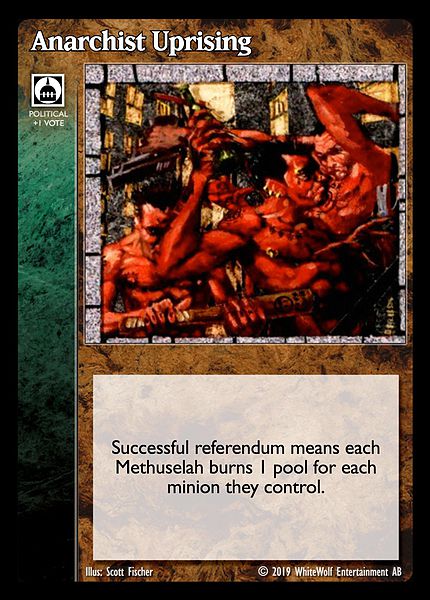 Anarchist Uprising
POLITICAL
+1 VOTE
Successful referendum means each
Methuselah burns 1 pool for each
minion they control.
Illus: Scott Fischer
© 2019 WhiteWolf Entertainment AB